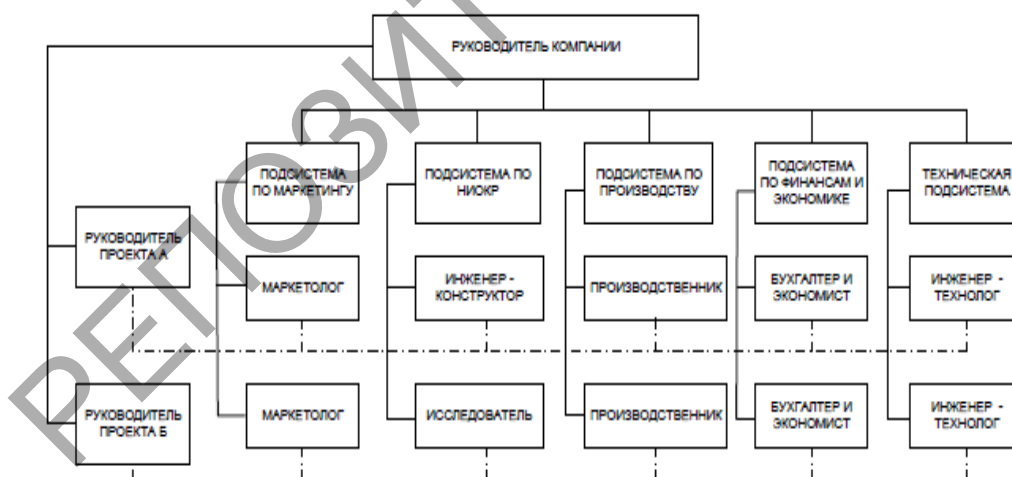 РУКОВОДИТЕЛЬ КОМПАНИИ
ПОДСИСТЕМА
ПО МАРКЕТИНГУ
ПОДСИСТЕМА ПО
НИОКР
ПОДСИСТЕМА ПО
ПРОИЗВОДСТВУ
ПОДСИСТЕМА
ПО ФИНАНСАМ И
ЭКОНОМИКЕ
ТЕХНИЧЕСКАЯ
ПОДСИСТЕМА
РУКОВОДИТЕЛЬ
ПРОЕКТА А
МАРКЕТОЛОГ
ИНЖЕНЕР -
КОНСТРУКТОР
ПРОИЗВОДСТВЕННИК
БУХГАЛТЕР И
ЭКОНОМИСТ
ИНЖЕНЕР -
ТЕХНОЛОГ
РУКОВОДИТЕЛЬ
ПРОЕКТА Б
МАРКЕТОЛОГ
ИССЛЕДОВАТЕЛЬ
ПРОИЗВОДСТВЕННИК
БУХГАЛТЕР И
ЭКОНОМИСТ
ИНЖЕНЕР -
ТЕХНОЛОГ
РЕПОЗИТ